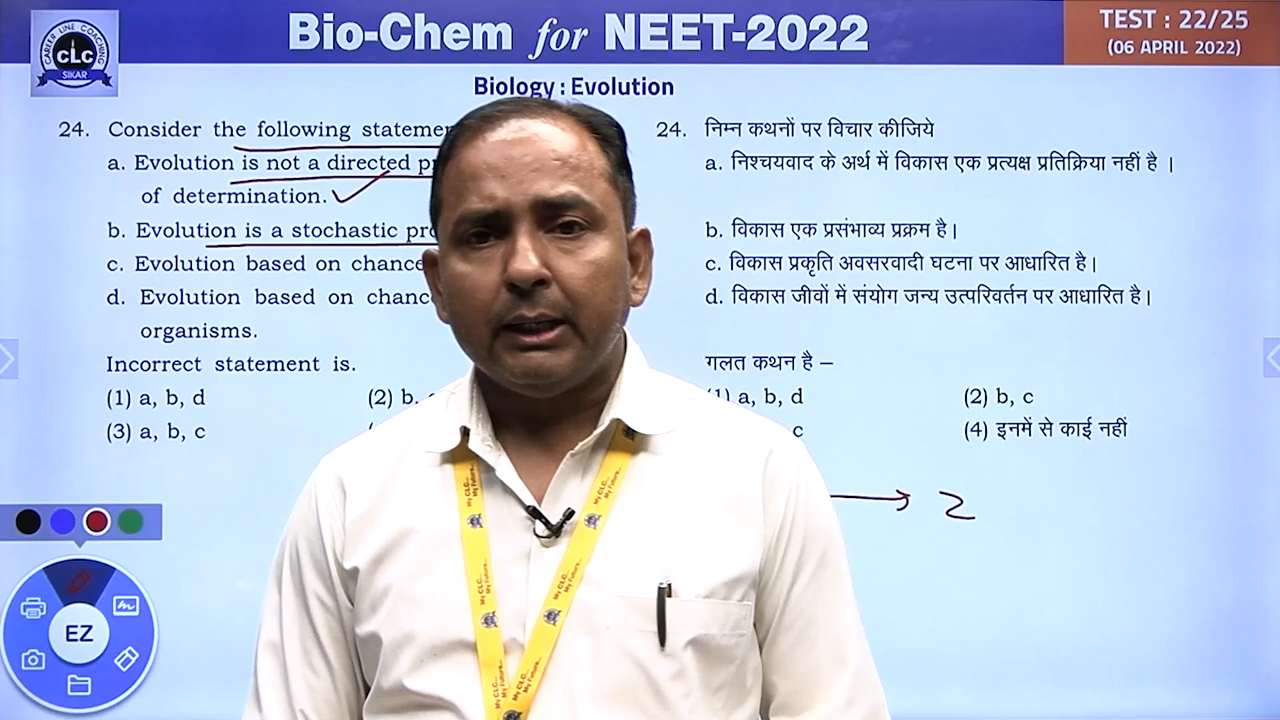 CAREER LINE COACHING
CLC
SIKAR
Bio-Chem for NEET-2022
TEST : 22/25
(06 APRIL 2022)
Biology : Evolution
24. Consider the following
a. Evolution is not a directed
of determination.
b. Evolution is a stochastic
c. Evolution based on chance
d. Evolution based on
organisms.
Incorrect statement is.
(1) a, b, d (2) b.
(3) a, b, c
24. निम्न कथनों पर विचार कीजिये
a. निश्चयवाद के अर्थ में विकास एक प्रत्यक्ष प्रतिक्रिया नहीं है ।
b. विकास एक प्रसंभाव्य प्रक्रम है।
c. विकास प्रकृति अवसरवादी घटना पर आधारित है।
d. विकास जीवों में संयोग जन्य उत्परिवर्तन पर आधारित है।
गलत कथन है –
1) a, b, d (2) b, c
c (4) इनमें से काई नहीं
2
EZ
My CLC...
My Future...